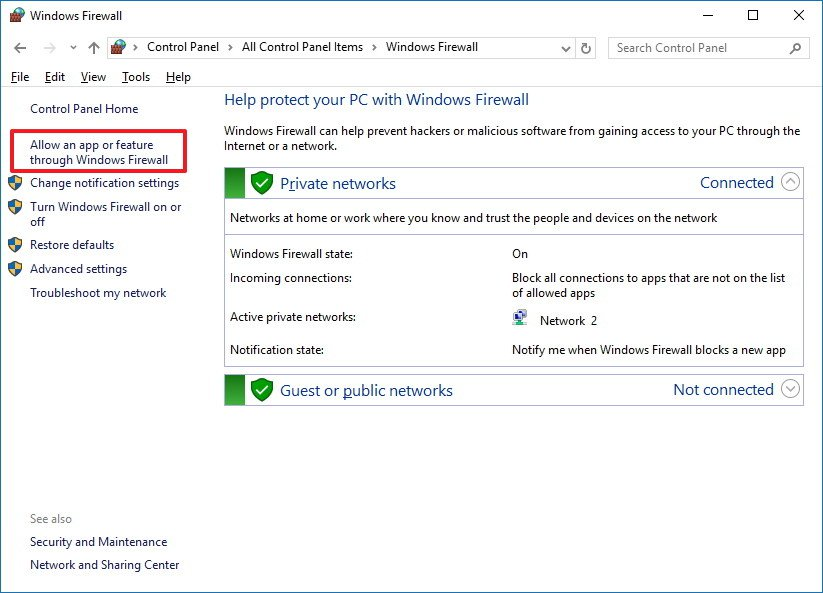 Windows Firewall
Control Panel > All Control Panel Items > Windows Firewall
Search Control Panel
File Edit View Tools Help
Control Panel Home
Allow an app or feature
through Windows Firewall
Change notification settings
Turn Windows Firewall on or
off
Restore defaults
Advanced settings
Troubleshoot my network
Help protect your PC with Windows Firewall
Windows Firewall can help prevent hackers or malicious software from gaining access to your PC through the
Internet or a network.
Private networks Connected
Networks at home or work where you know and trust the people and devices on the network
Windows Firewall state: On
Incoming connections: Block all connections to apps that are not on the list
of allowed apps
Active private networks: Network 2
Notification state: Notify me when Windows Firewall blocks a new app
Guest or public networks Not connected
See also
Security and Maintenance
Network and Sharing Center